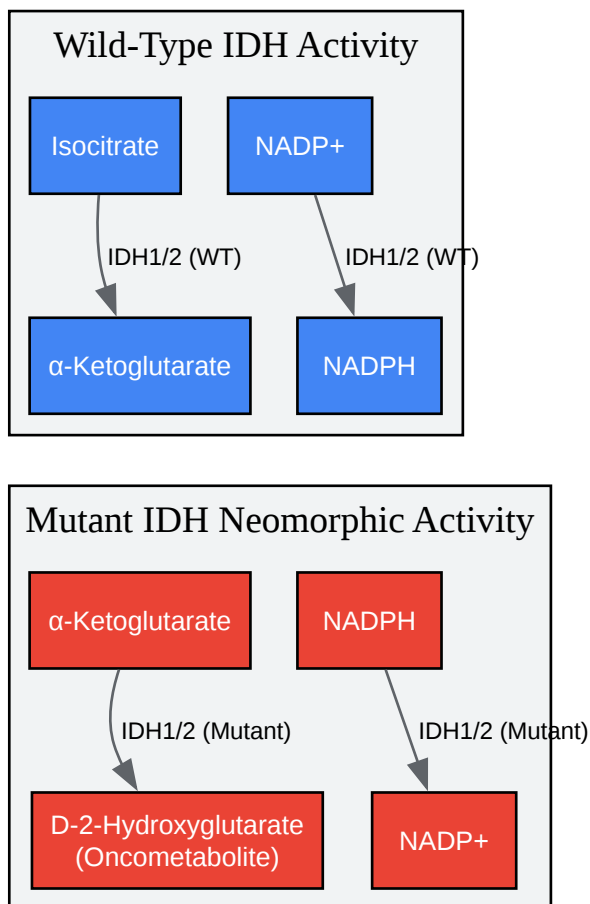 Wild-Type IDH Activity
Isocitrate
NADP+
IDH1/2 (WT)
IDH1/2 (WT)
α-Ketoglutarate
NADPH
Mutant IDH Neomorphic Activity
α-Ketoglutarate
NADPH
IDH1/2 (Mutant)
IDH1/2 (Mutant)
D-2-Hydroxyglutarate
(Oncometabolite)
NADP+